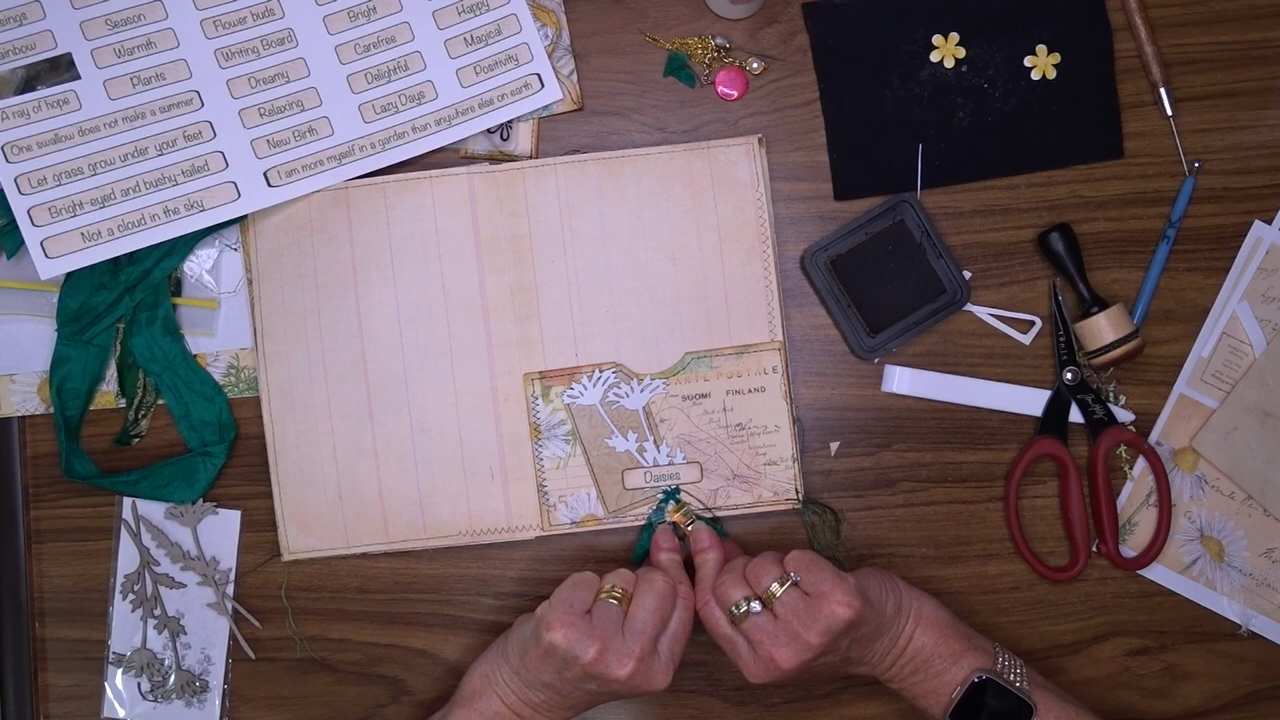 Season
Flower buds
Bright
Happy
Warmth
Writing Board
Carefree
Magical
Plants
Dreamy
Delightful
Positivity
A ray of hope
Relaxing
Lazy Days
One swallow does not make a summer
New Birth
Let grass grow under your feet
I am more myself in a garden than anywhere else on earth
Bright-eyed and bushy-tailed
Not a cloud in the sky
CARTE POSTALE
SUOMI FINLAND
Daisies